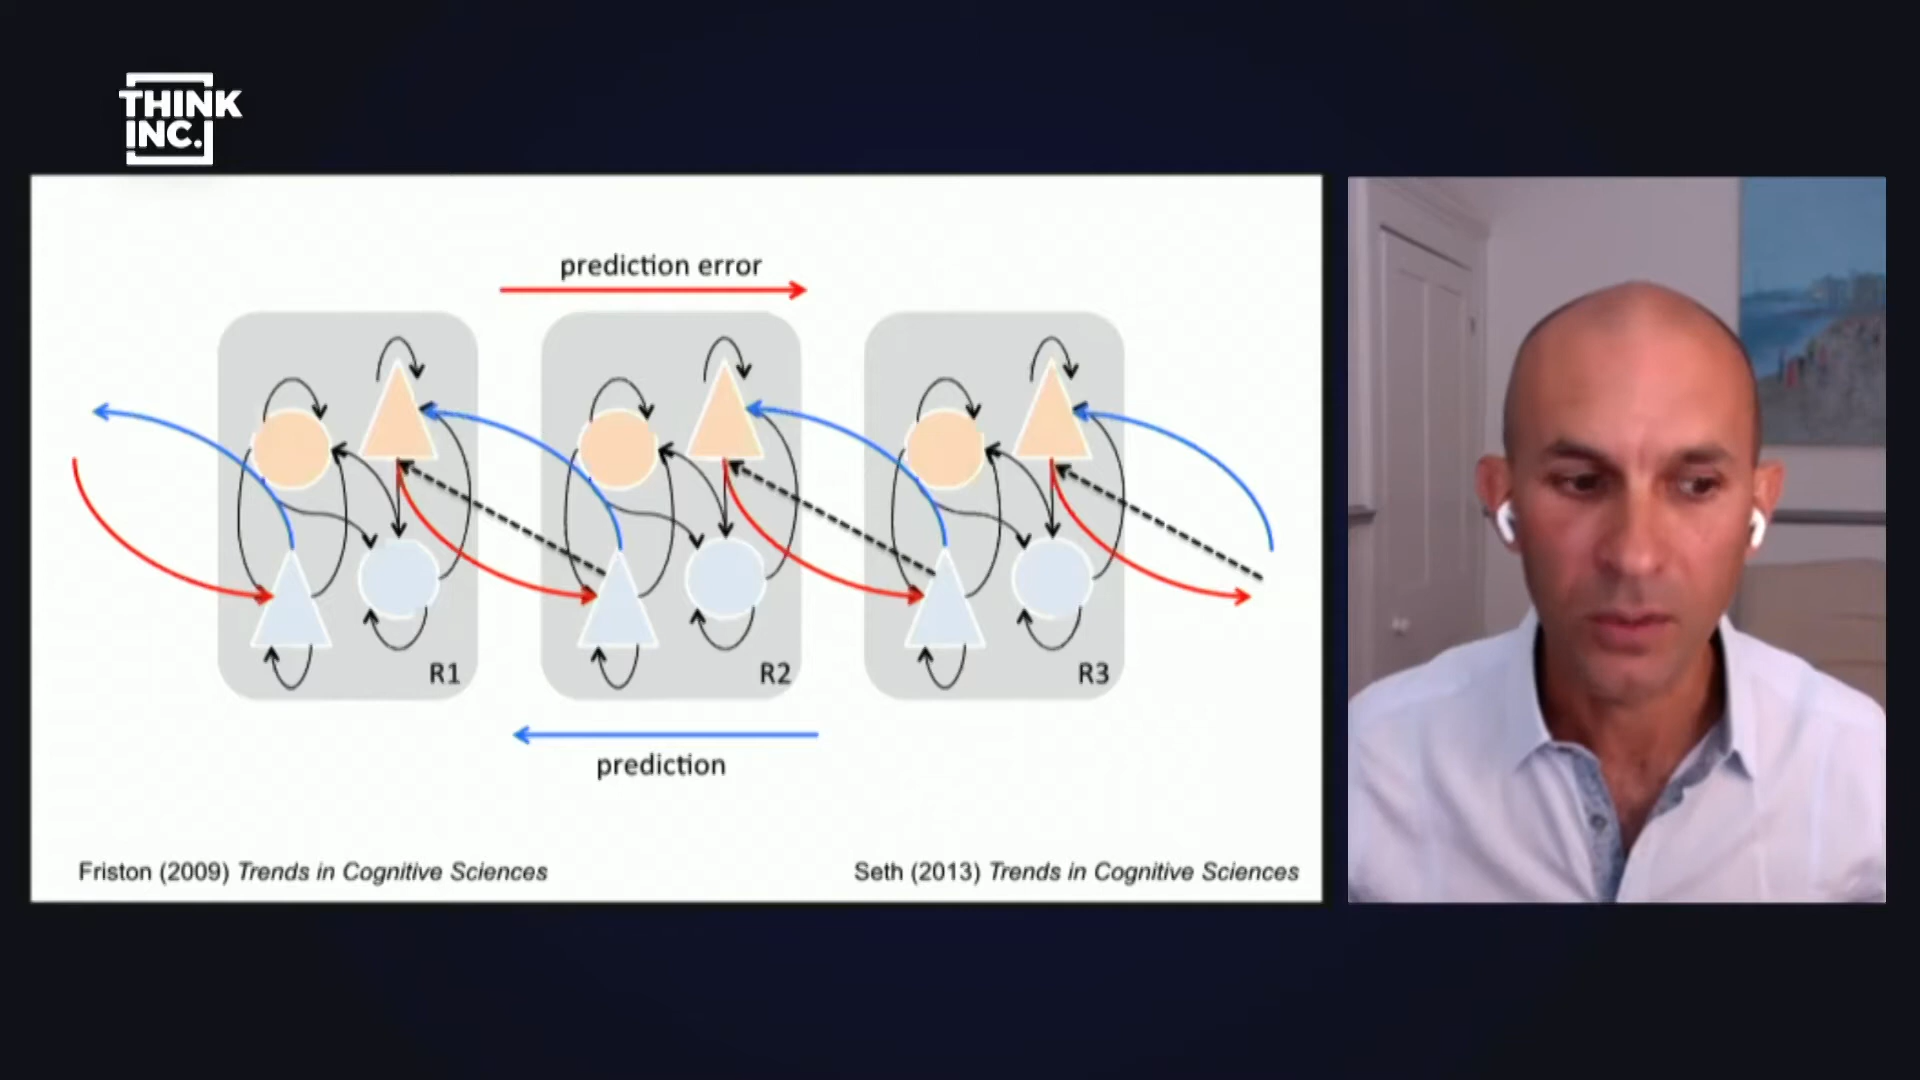 THINK
INC.
prediction error
R1
R2
R3
prediction
Friston (2009) Trends in Cognitive Sciences
Seth (2013) Trends in Cognitive Sciences